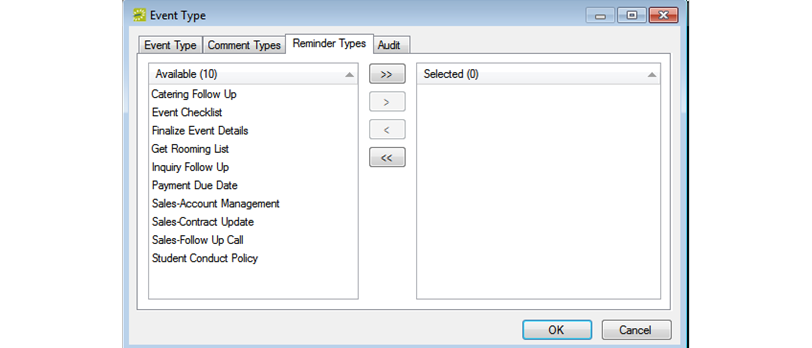 Event Type
Event Type Comment Types Reminder Types Audit
Available (10)
>>
Selected (0)
Catering Follow Up
>
Event Checklist
Finalize Event Details
<
Get Rooming List
<<
Inquiry Follow Up
Payment Due Date
Sales-Account Management
Sales-Contract Update
Sales-Follow Up Call
Student Conduct Policy
OK
Cancel